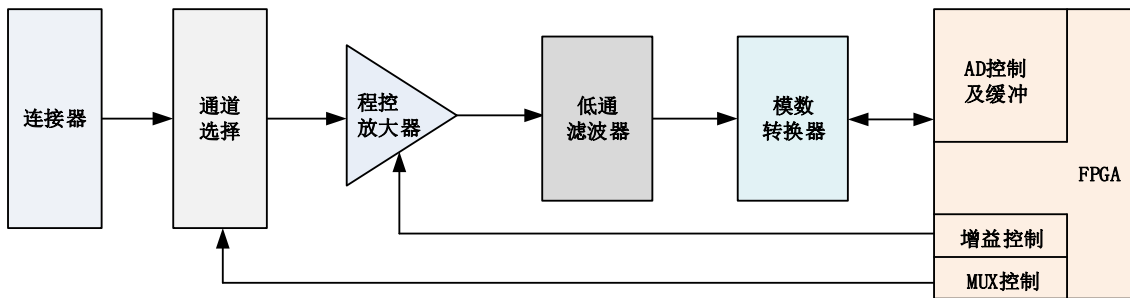 连接器
通道
选择
程控
放大器
低通
滤波器
模数
转换器
AD控制
及缓冲
FPGA
增益控制
MUX控制